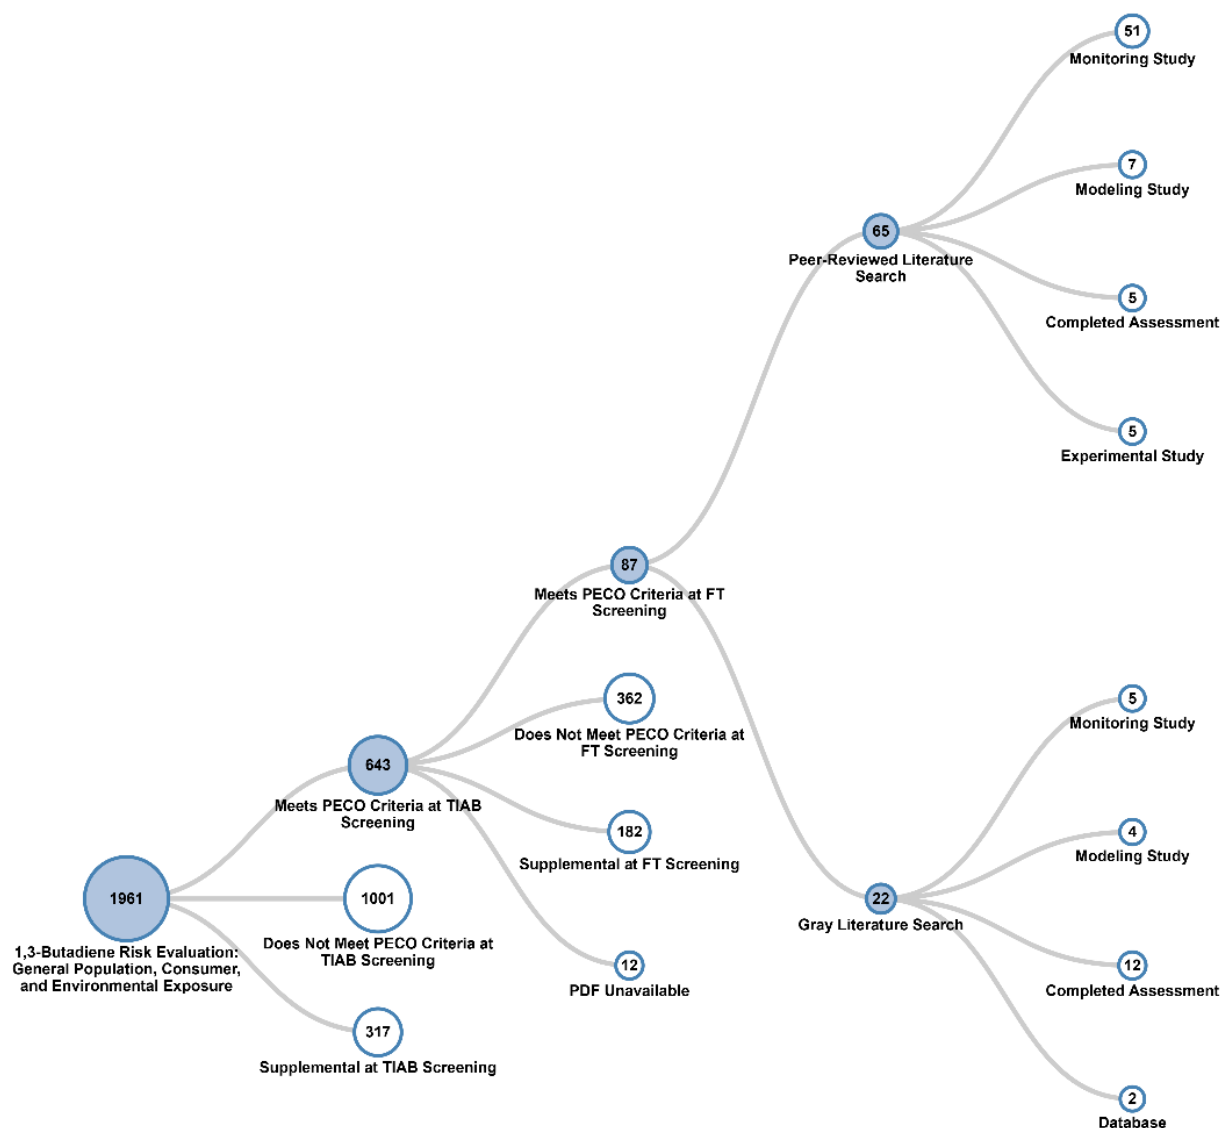 51
Monitoring Study
7
Modeling Study
65
Peer-Reviewed Literature
Search
5
Completed Assessment
5
Experimental Study
87
Meets PECO Criteria at FT
Screening
362
Does Not Meet PECO Criteria at
FT Screening
643
Meets PECO Criteria at TIAB
Screening
182
Supplemental at FT Screening
12
PDF Unavailable
1961
1,3-Butadiene Risk Evaluation:
General Population, Consumer,
and Environmental Exposure
1001
Does Not Meet PECO Criteria at
TIAB Screening
317
Supplemental at TIAB Screening
5
Monitoring Study
4
Modeling Study
22
Gray Literature Search
12
Completed Assessment
2
Database